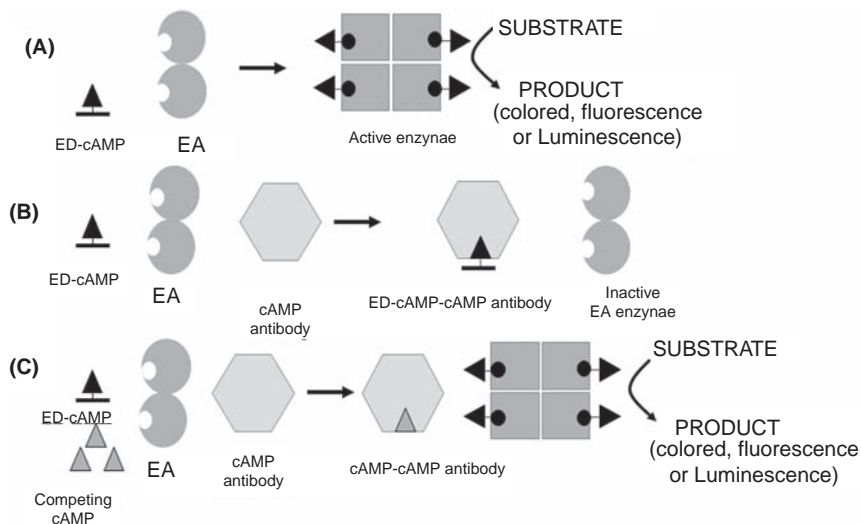 (A)
ED-cAMP
EA
Active enzynae
SUBSTRATE
PRODUCT
(colored, fluorescence
or Luminescence)
(B)
ED-cAMP
EA
cAMP
antibody
ED-cAMP-cAMP antibody
Inactive
EA enzynae
(C)
ED-cAMP
Competing
cAMP
EA
cAMP
antibody
cAMP-cAMP antibody
SUBSTRATE
PRODUCT
(colored, fluorescence
or Luminescence)